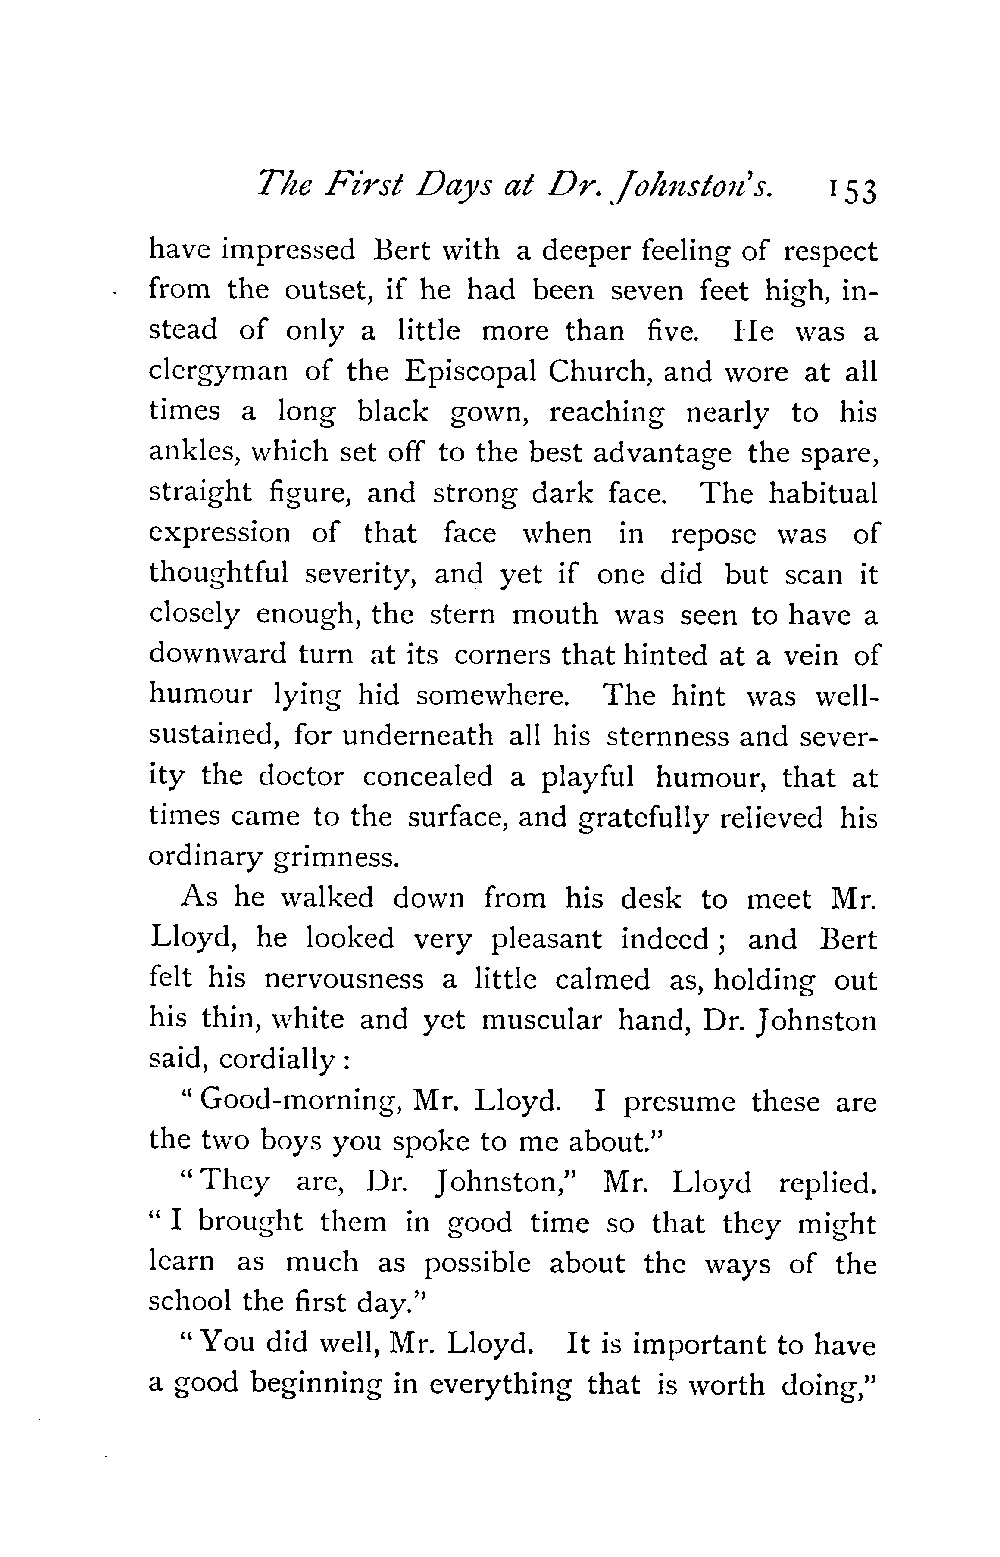 The First Days at Dr. Johnston's. 153
have impressed Bert with a deeper feeling of respect
from the outset, if he had been seven feet high, in-
stead of only a little more than five. He was a
clergyman of the Episcopal Church, and wore at all
times a long black gown, reaching nearly to his
ankles, which set off to the best advantage the spare,
straight figure, and strong dark face. The habitual
expression of that face when in repose was of
thoughtful severity, and yet if one did but scan it
closely enough, the stern mouth was seen to have a
downward turn at its corners that hinted at a vein of
humour lying hid somewhere. The hint was well-
sustained, for underneath all his sternness and sever-
ity the doctor concealed a playful humour, that at
times came to the surface, and gratefully relieved his
ordinary grimness.
As he walked down from his desk to meet Mr.
Lloyd, he looked very pleasant indeed ; and Bert
felt his nervousness a little calmed as, holding out
his thin, white and yet muscular hand, Dr. Johnston
said, cordially :
" Good-morning, Mr. Lloyd. I presume these are
the two boys you spoke to me about."
" They are, Dr. Johnston," Mr. Lloyd replied.
" I brought them in good time so that they might
learn as much as possible about the ways of the
school the first day."
" You did well, Mr. Lloyd. It is important to have
a good beginning in everything that is worth doing,"